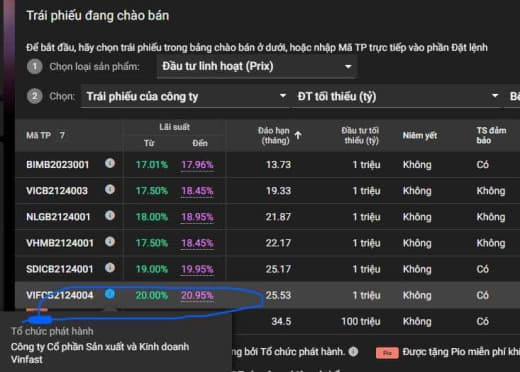 Trái phiếu đang chào bán
Để bắt đầu, hãy chọn trái phiếu trong bảng chào bán ở dưới, hoặc nhập Mã TP trực tiếp vào phần Đặt lệnh
1 Chọn loại sản phẩm: Đầu tư linh hoạt (Prix)
2 Chọn: Trái phiếu của công ty ĐT tối thiểu (tỷ)
Mã TP 7 Lãi suất Từ Đến Đáo hạn (tháng) Đầu tư tối thiểu (tỷ) Niêm yết TS đảm bảo
BIMB2023001 17.01% 17.96% 13.73 1 triệu Không Có
VICB2124003 17.50% 18.45% 19.33 1 triệu Không Không
NLGB2124001 18.00% 18.95% 21.87 1 triệu Không Không
VHMB2124001 17.50% 18.45% 22.17 1 triệu Không Không
SDICB2124001 19.00% 19.95% 25.17 1 triệu Không Có
VIFCB2124004 20.00% 20.95% 25.53 1 triệu Không Có
34.5 100 triệu Không Có
Tổ chức phát hành
Công ty Cổ phần Sản xuất và Kinh doanh
Vinfast
bởi Tổ chức phát hành. Pio Được tặng Pio miễn phí